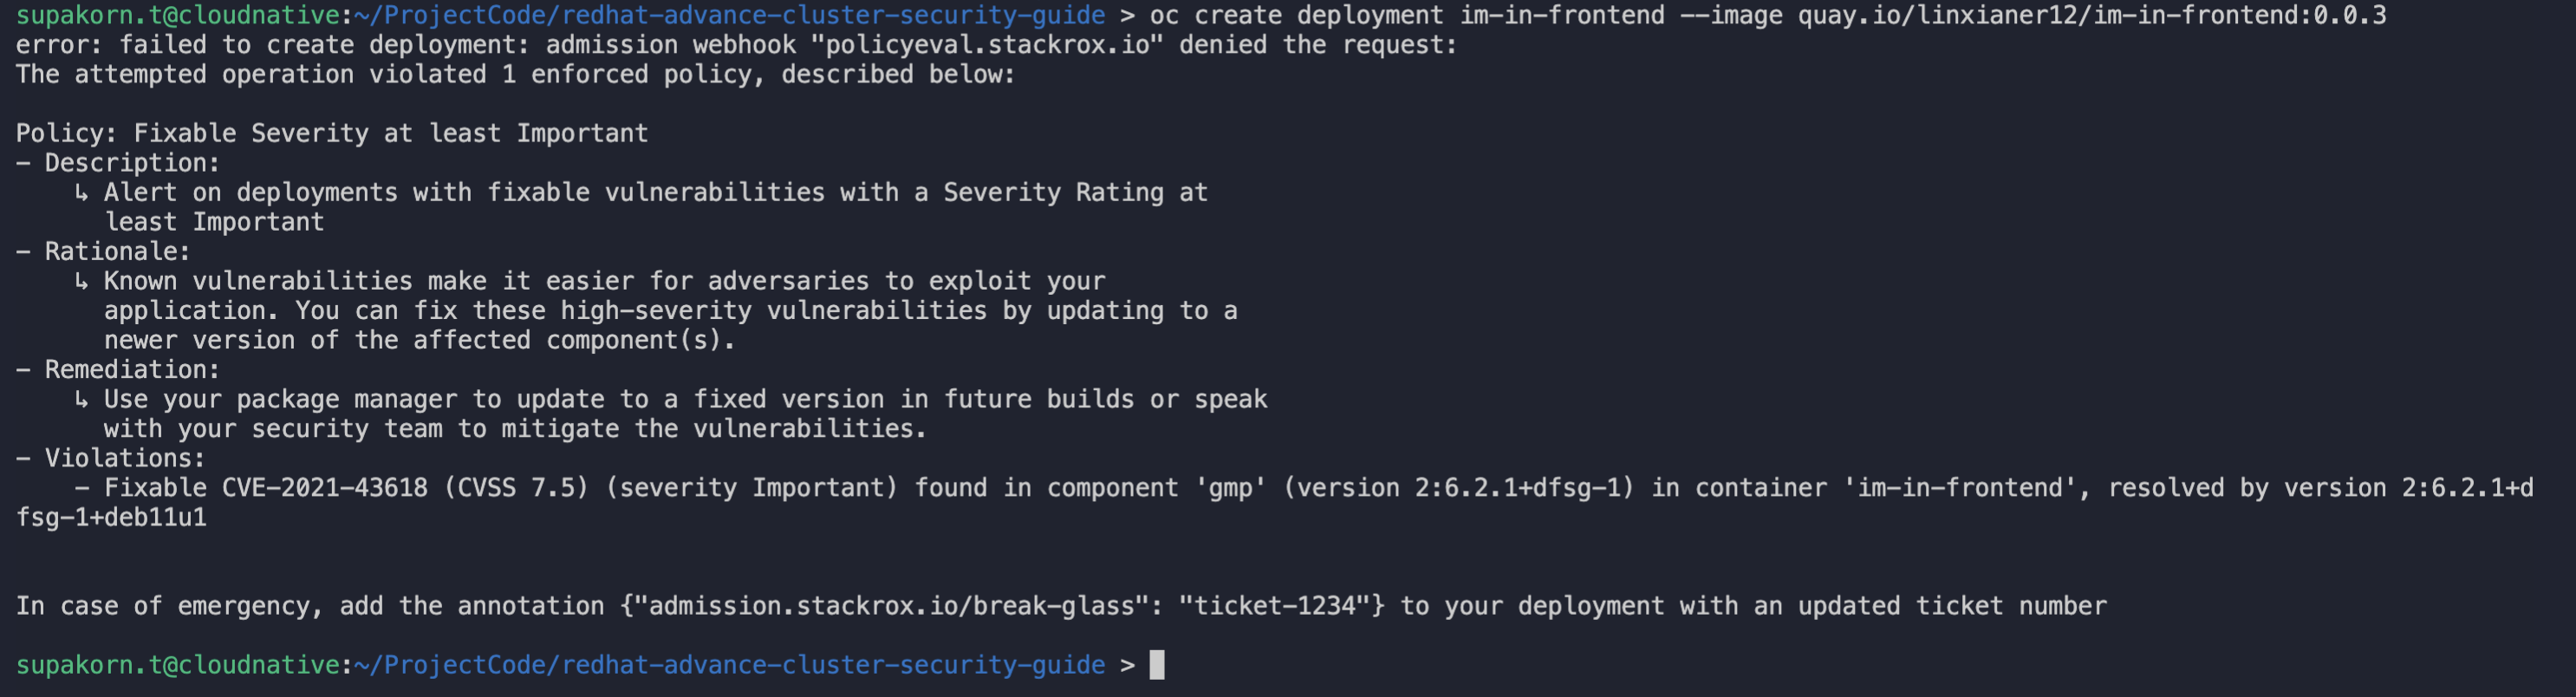 supakorn.t@cloudnative:~/ProjectCode/redhat-advance-cluster-security-guide > oc create deployment im-in-frontend --image quay.io/linxianer12/im-in-frontend:0.0.3
error: failed to create deployment: admission webhook "policyeval.stackrox.io" denied the request:
The attempted operation violated 1 enforced policy, described below:

Policy: Fixable Severity at least Important
- Description:
    ↳ Alert on deployments with fixable vulnerabilities with a Severity Rating at
      least Important
- Rationale:
    ↳ Known vulnerabilities make it easier for adversaries to exploit your
      application. You can fix these high-severity vulnerabilities by updating to a
      newer version of the affected component(s).
- Remediation:
    ↳ Use your package manager to update to a fixed version in future builds or speak
      with your security team to mitigate the vulnerabilities.
- Violations:
    - Fixable CVE-2021-43618 (CVSS 7.5) (severity Important) found in component 'gmp' (version 2:6.2.1+dfsg-1) in container 'im-in-frontend', resolved by version 2:6.2.1+d
fsg-1+deb11u1

In case of emergency, add the annotation {"admission.stackrox.io/break-glass": "ticket-1234"} to your deployment with an updated ticket number

supakorn.t@cloudnative:~/ProjectCode/redhat-advance-cluster-security-guide >